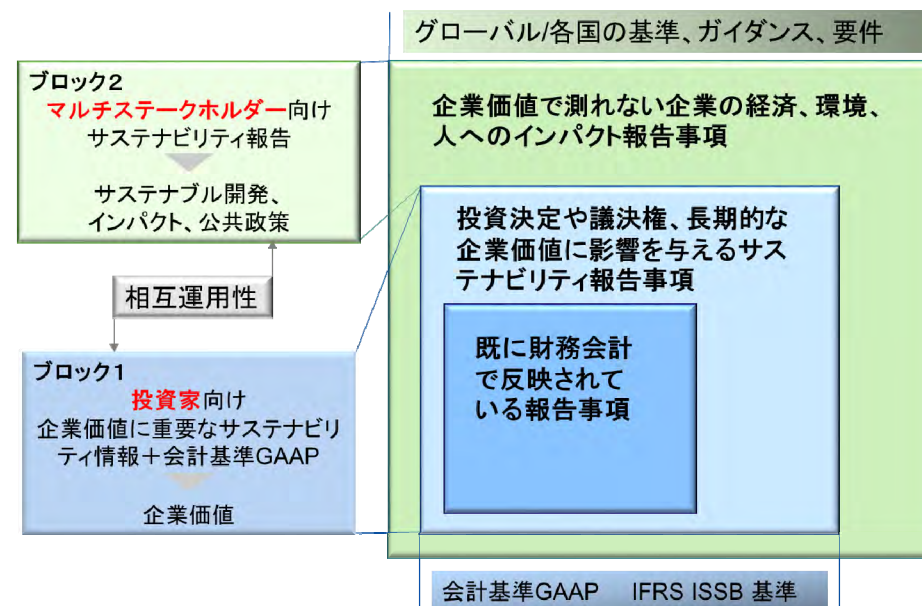 グローバル/各国の基準、ガイダンス、要件
ブロック2
マルチステークホルダー向け
サステナビリティ報告
サステナブル開発、
インパクト、公共政策
相互運用性
ブロック1
投資家向け
企業価値に重要なサステナビリ
ティ情報＋会計基準GAAP
企業価値
企業価値で測れない企業の経済、環境、
人へのインパクト報告事項
投資決定や議決権、長期的な
企業価値に影響を与えるサス
テナビリティ報告事項
既に財務会計
で反映されて
いる報告事項
会計基準GAAP IFRS ISSB 基準